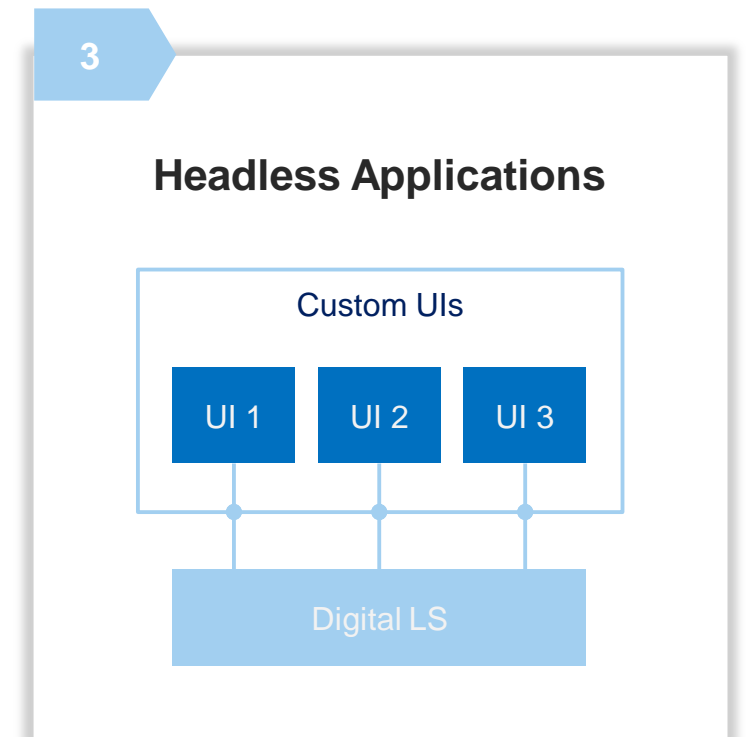 3
Headless Applications
Custom UIs
UI 1 UI 2 UI 3
Digital LS